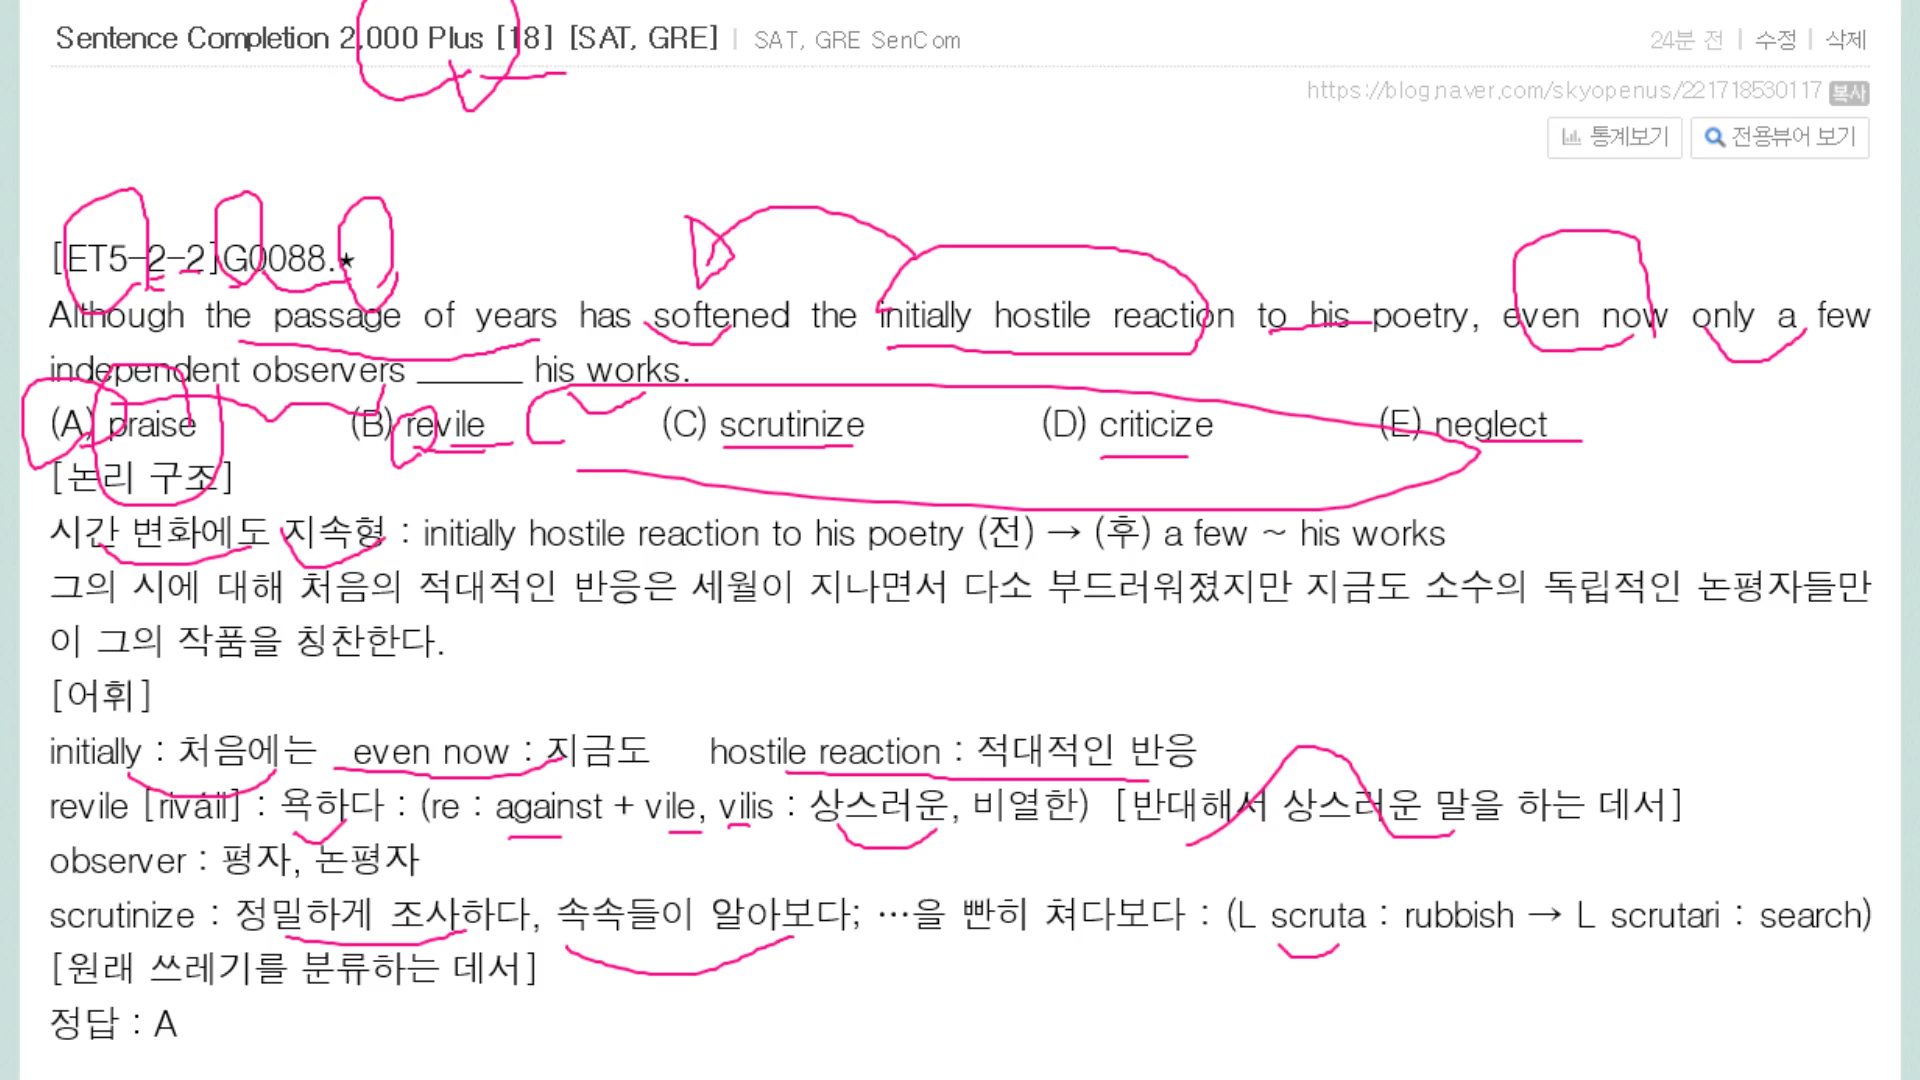 Sentence Completion 2,000 Plus [18] [SAT, GRE] | SAT, GRE SenCom 24분 전 | 수정 | 삭제
https://blog.naver.com/skyopenus/221718530117 복사
통계보기 전용뷰어 보기
[ET5-2-2]G0088.★
Although the passage of years has softened the initially hostile reaction to his poetry, even now only a few
independent observers ______ his works.
(A) praise (B) revile (C) scrutinize (D) criticize (E) neglect
[논리 구조]
시간 변화에도 지속형 : initially hostile reaction to his poetry (전) → (후) a few ~ his works
그의 시에 대해 처음의 적대적인 반응은 세월이 지나면서 다소 부드러워졌지만 지금도 소수의 독립적인 논평자들만
이 그의 작품을 칭찬한다.
[어휘]
initially : 처음에는 even now : 지금도 hostile reaction : 적대적인 반응
revile [riváil] : 욕하다 : (re : against + vile, vilis : 상스러운, 비열한) [반대해서 상스러운 말을 하는 데서]
observer : 평자, 논평자
scrutinize : 정밀하게 조사하다, 속속들이 알아보다; …을 빤히 쳐다보다 : (L scruta : rubbish → L scrutari : search)
[원래 쓰레기를 분류하는 데서]
정답 : A